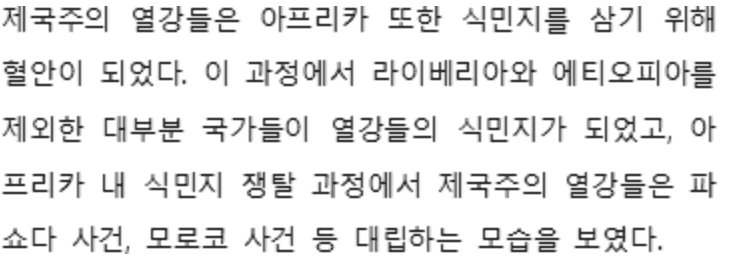 제국주의 열강들은 아프리카 또한 식민지를 삼기 위해
혈안이 되었다. 이 과정에서 라이베리아와 에티오피아를
제외한 대부분 국가들이 열강들의 식민지가 되었고, 아
프리카 내 식민지 쟁탈 과정에서 제국주의 열강들은 파
쇼다 사건, 모로코 사건 등 대립하는 모습을 보였다.